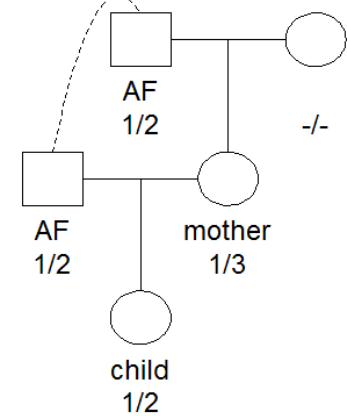 AF
1/2
-/-
AF
1/2
mother
1/3
child
1/2